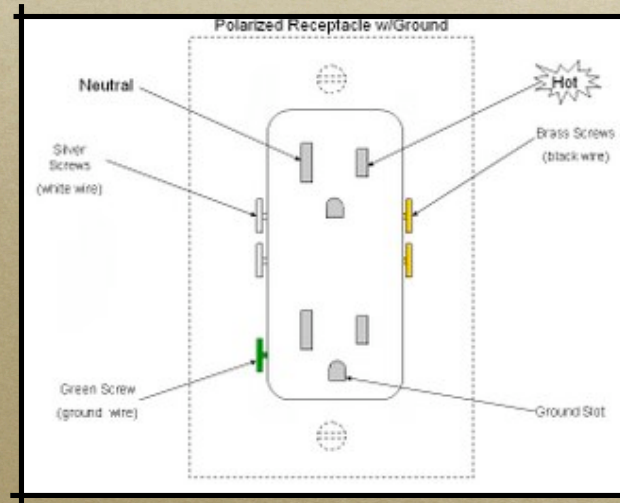 Polarized Receptacle w/Ground
Neutral
Hot
Silver
Screws
(white wire)
Brass Screws
(black wire)
Green Screw
(ground wire)
Ground Slot